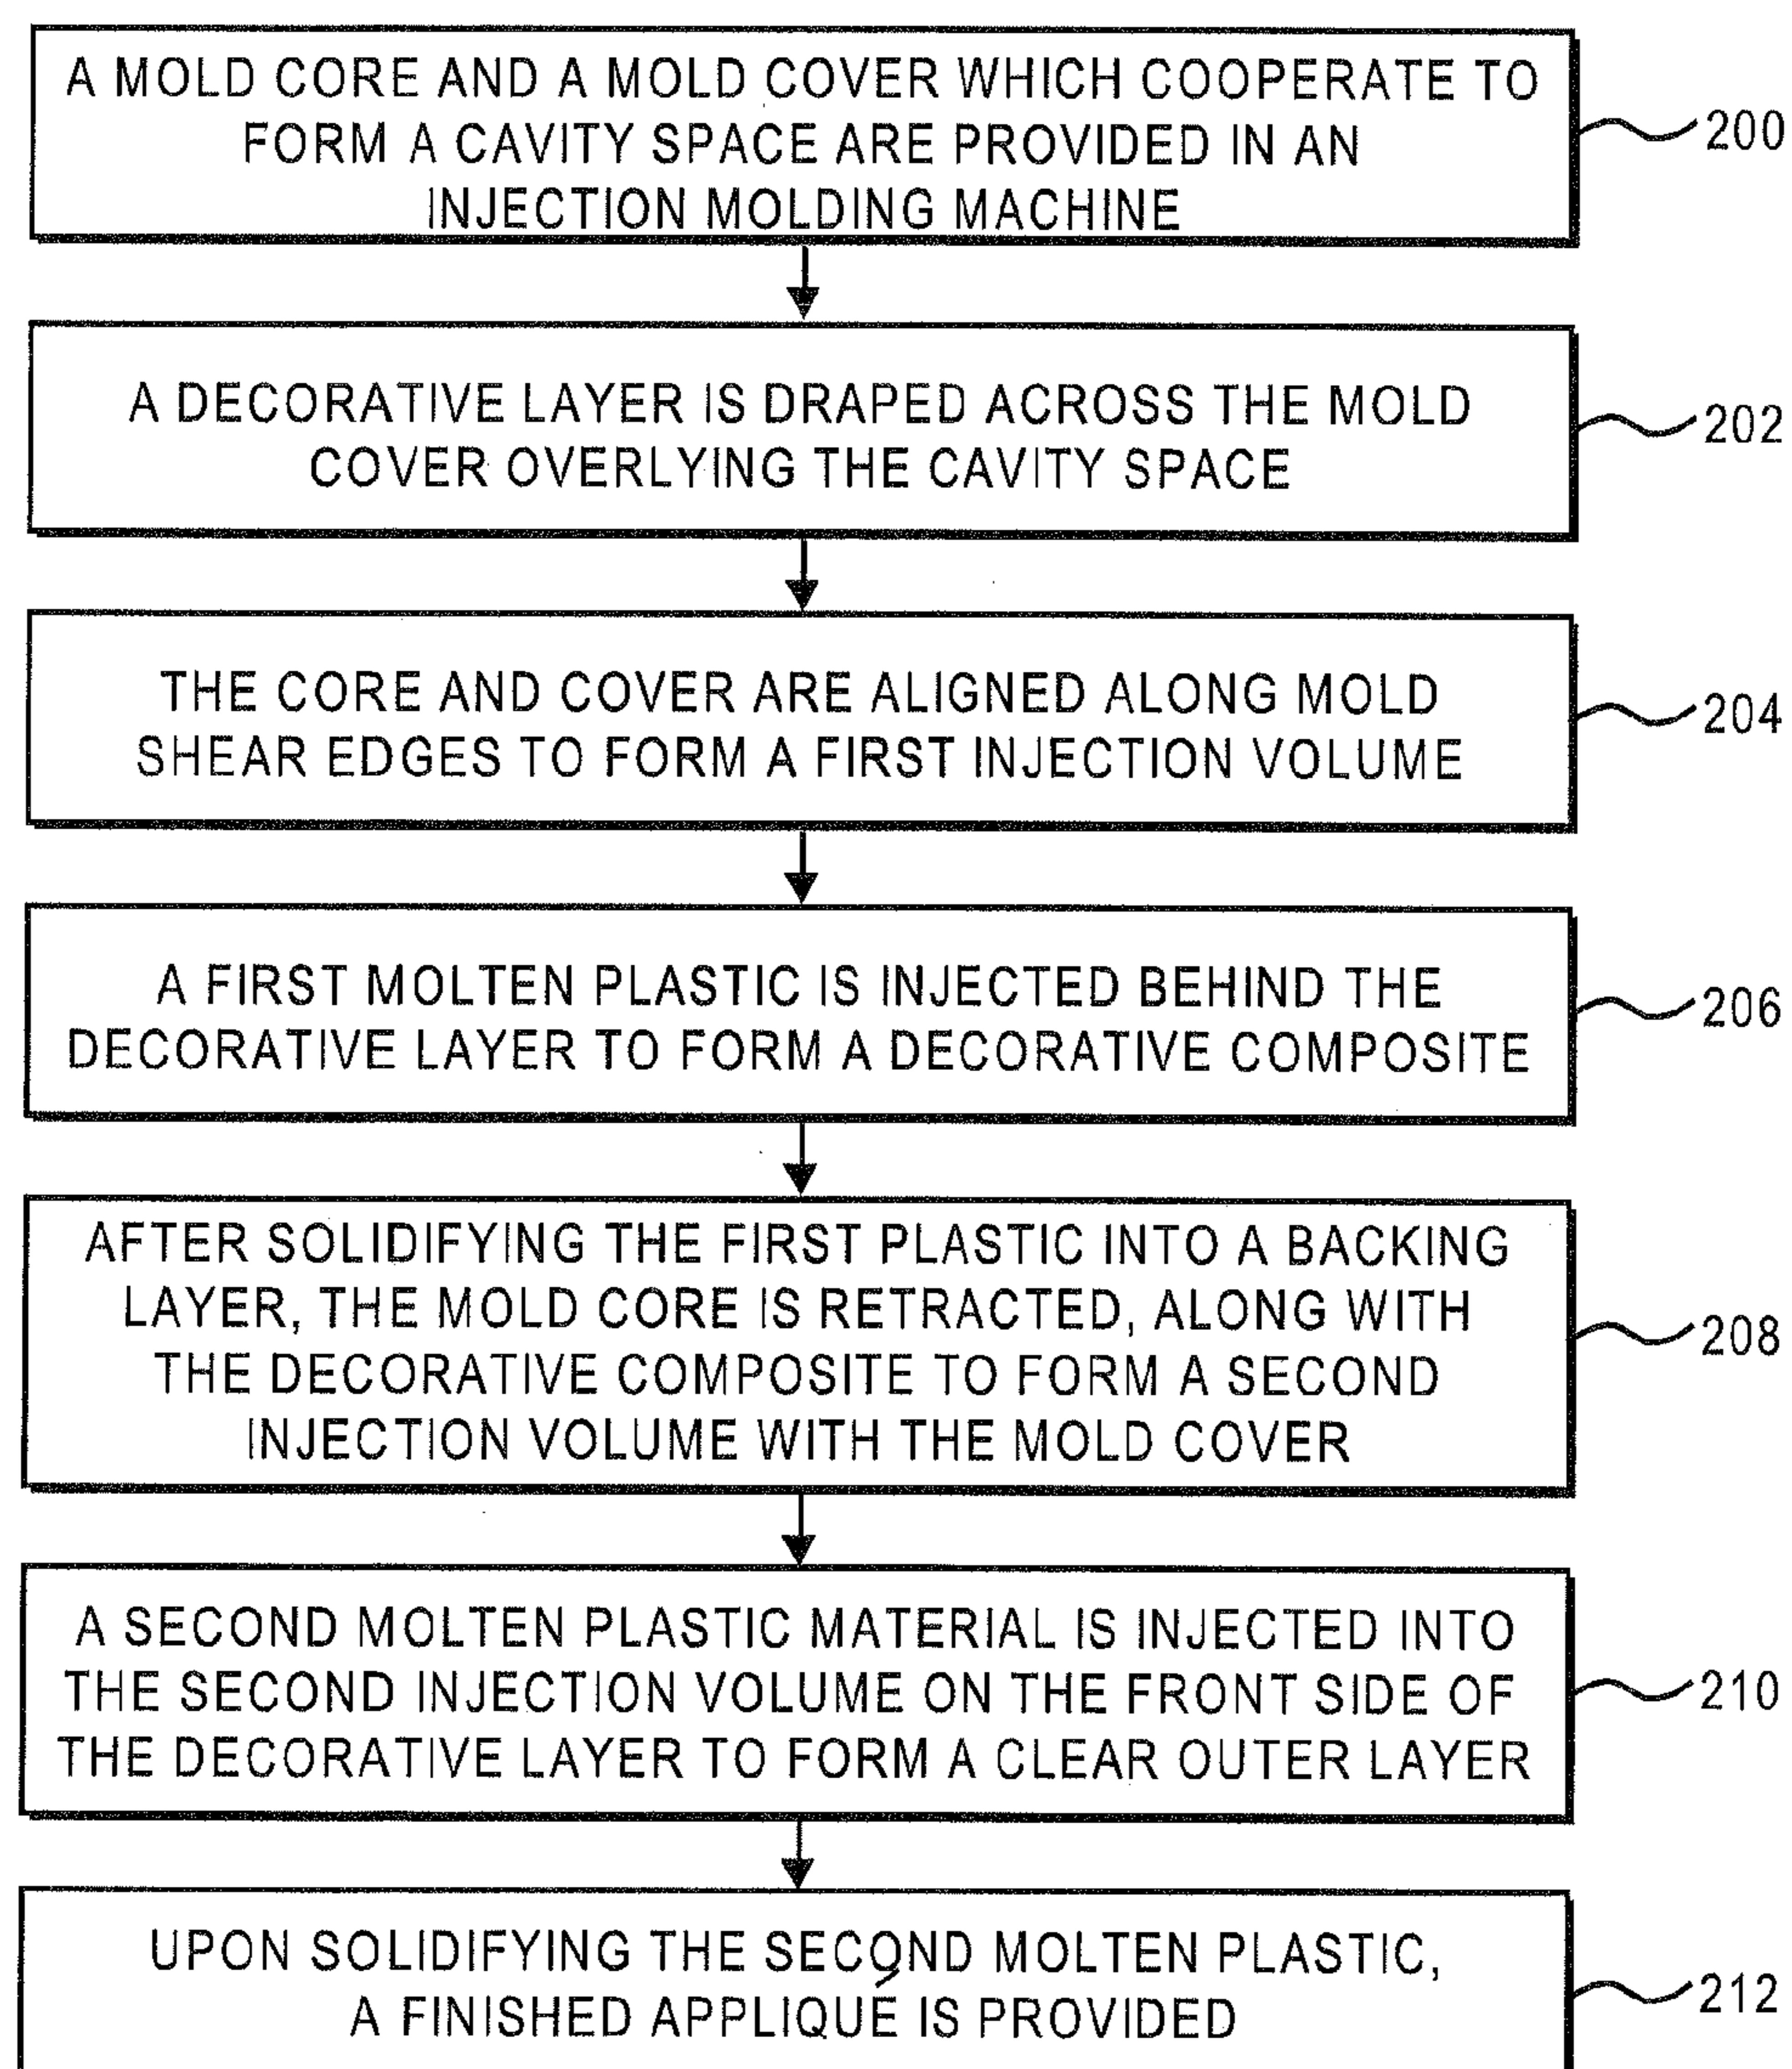 A MOLD CORE AND A MOLD COVER WHICH COOPERATE TO
FORM A CAVITY SPACE ARE PROVIDED IN AN
INJECTION MOLDING MACHINE
200
A DECORATIVE LAYER IS DRAPED ACROSS THE MOLD
COVER OVERLYING THE CAVITY SPACE
202
THE CORE AND COVER ARE ALIGNED ALONG MOLD
SHEAR EDGES TO FORM A FIRST INJECTION VOLUME
204
A FIRST MOLTEN PLASTIC IS INJECTED BEHIND THE
DECORATIVE LAYER TO FORM A DECORATIVE COMPOSITE
206
AFTER SOLIDIFYING THE FIRST PLASTIC INTO A BACKING
LAYER, THE MOLD CORE IS RETRACTED, ALONG WITH
THE DECORATIVE COMPOSITE TO FORM A SECOND
INJECTION VOLUME WITH THE MOLD COVER
208
A SECOND MOLTEN PLASTIC MATERIAL IS INJECTED INTO
THE SECOND INJECTION VOLUME ON THE FRONT SIDE OF
THE DECORATIVE LAYER TO FORM A CLEAR OUTER LAYER
210
UPON SOLIDIFYING THE SECOND MOLTEN PLASTIC,
A FINISHED APPLIQUÉ IS PROVIDED
212